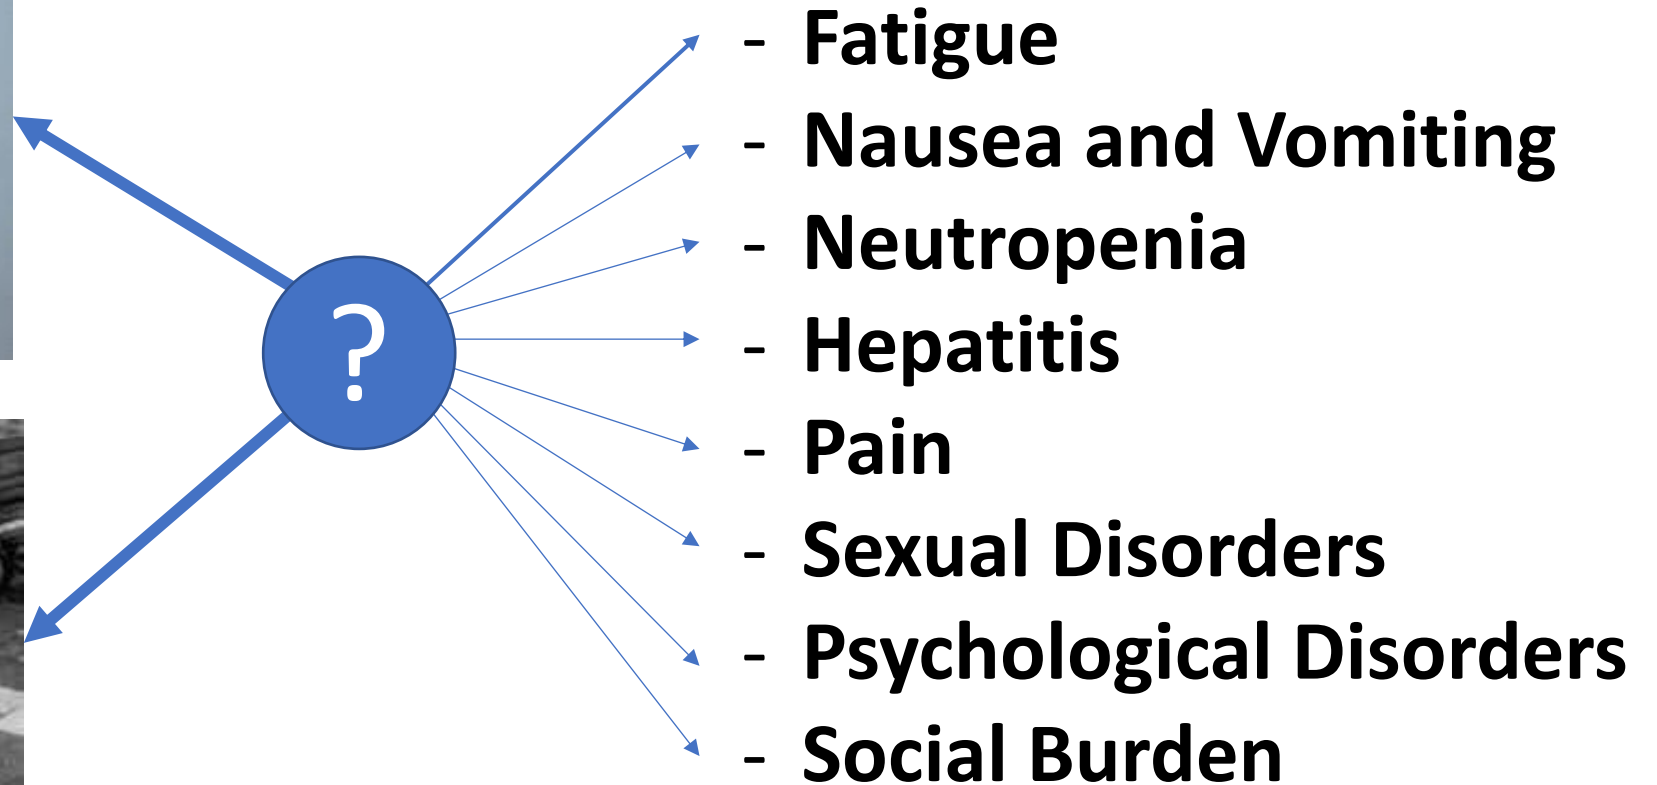 ?
- Fatigue
- Nausea and Vomiting
- Neutropenia
- Hepatitis
- Pain
- Sexual Disorders
- Psychological Disorders
- Social Burden